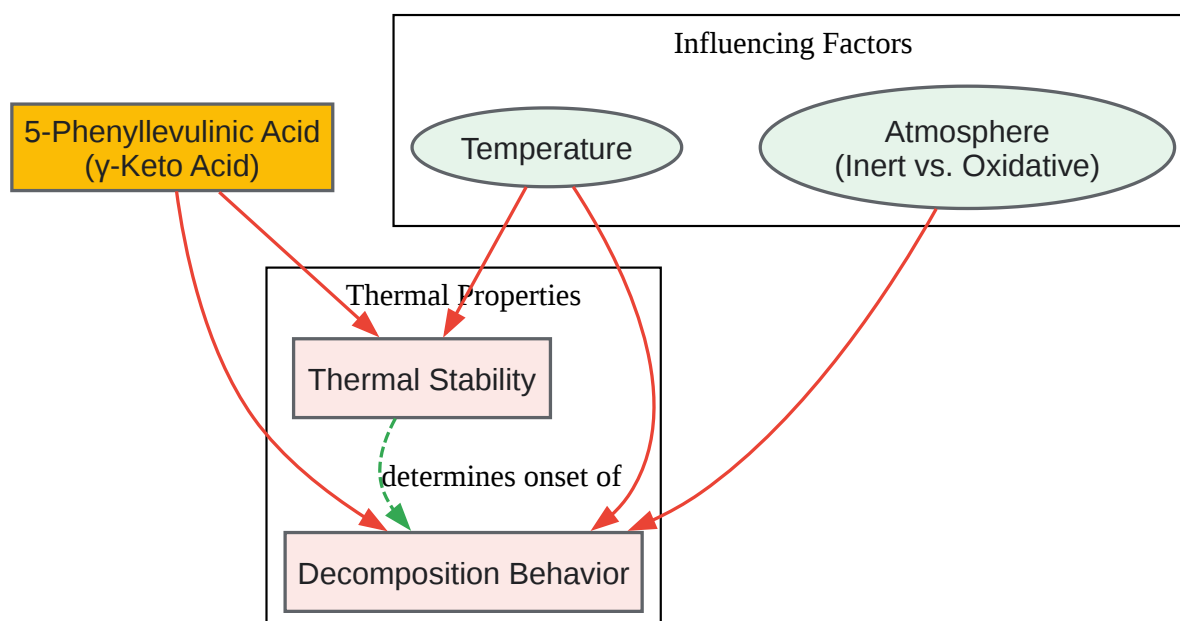 Influencing Factors
5-Phenyllevulinic Acid
(γ-Keto Acid)
Temperature
Atmosphere
(Inert vs. Oxidative)
Thermal Properties
Thermal Stability
determines onset of
Decomposition Behavior